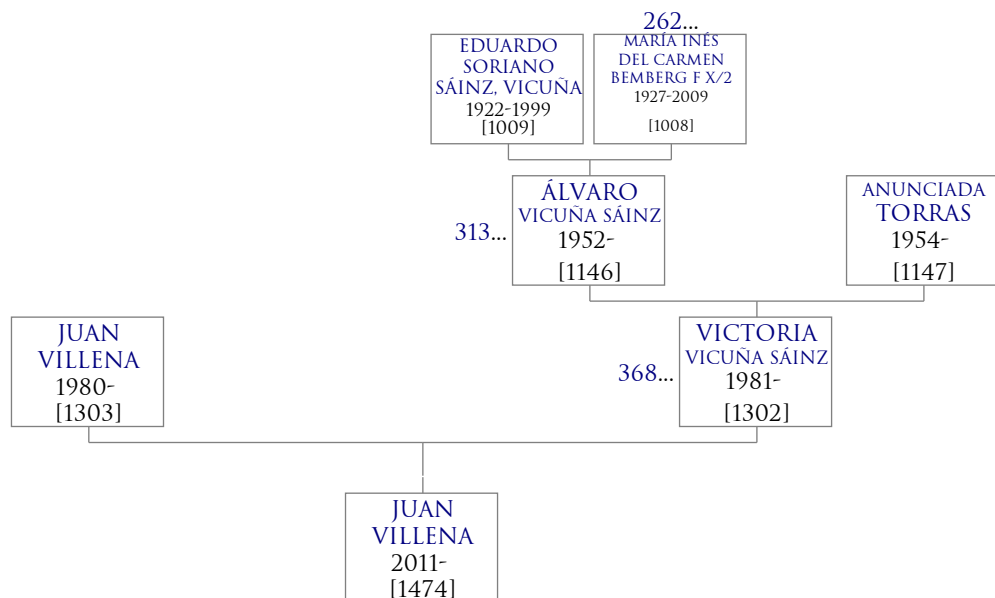 262...
EDUARDO
SORIANO
SÁINZ, VICUÑA
1922-1999
[1009]
MARÍA INÉS
DEL CARMEN
BEMBERG F X/2
1927-2009
[1008]
313...
ÁLVARO
VICUÑA SÁINZ
1952-
[1146]
ANUNCIADA
TORRAS
1954-
[1147]
JUAN
VILLENA
1980-
[1303]
368...
VICTORIA
VICUÑA SÁINZ
1981-
[1302]
JUAN
VILLENA
2011-
[1474]